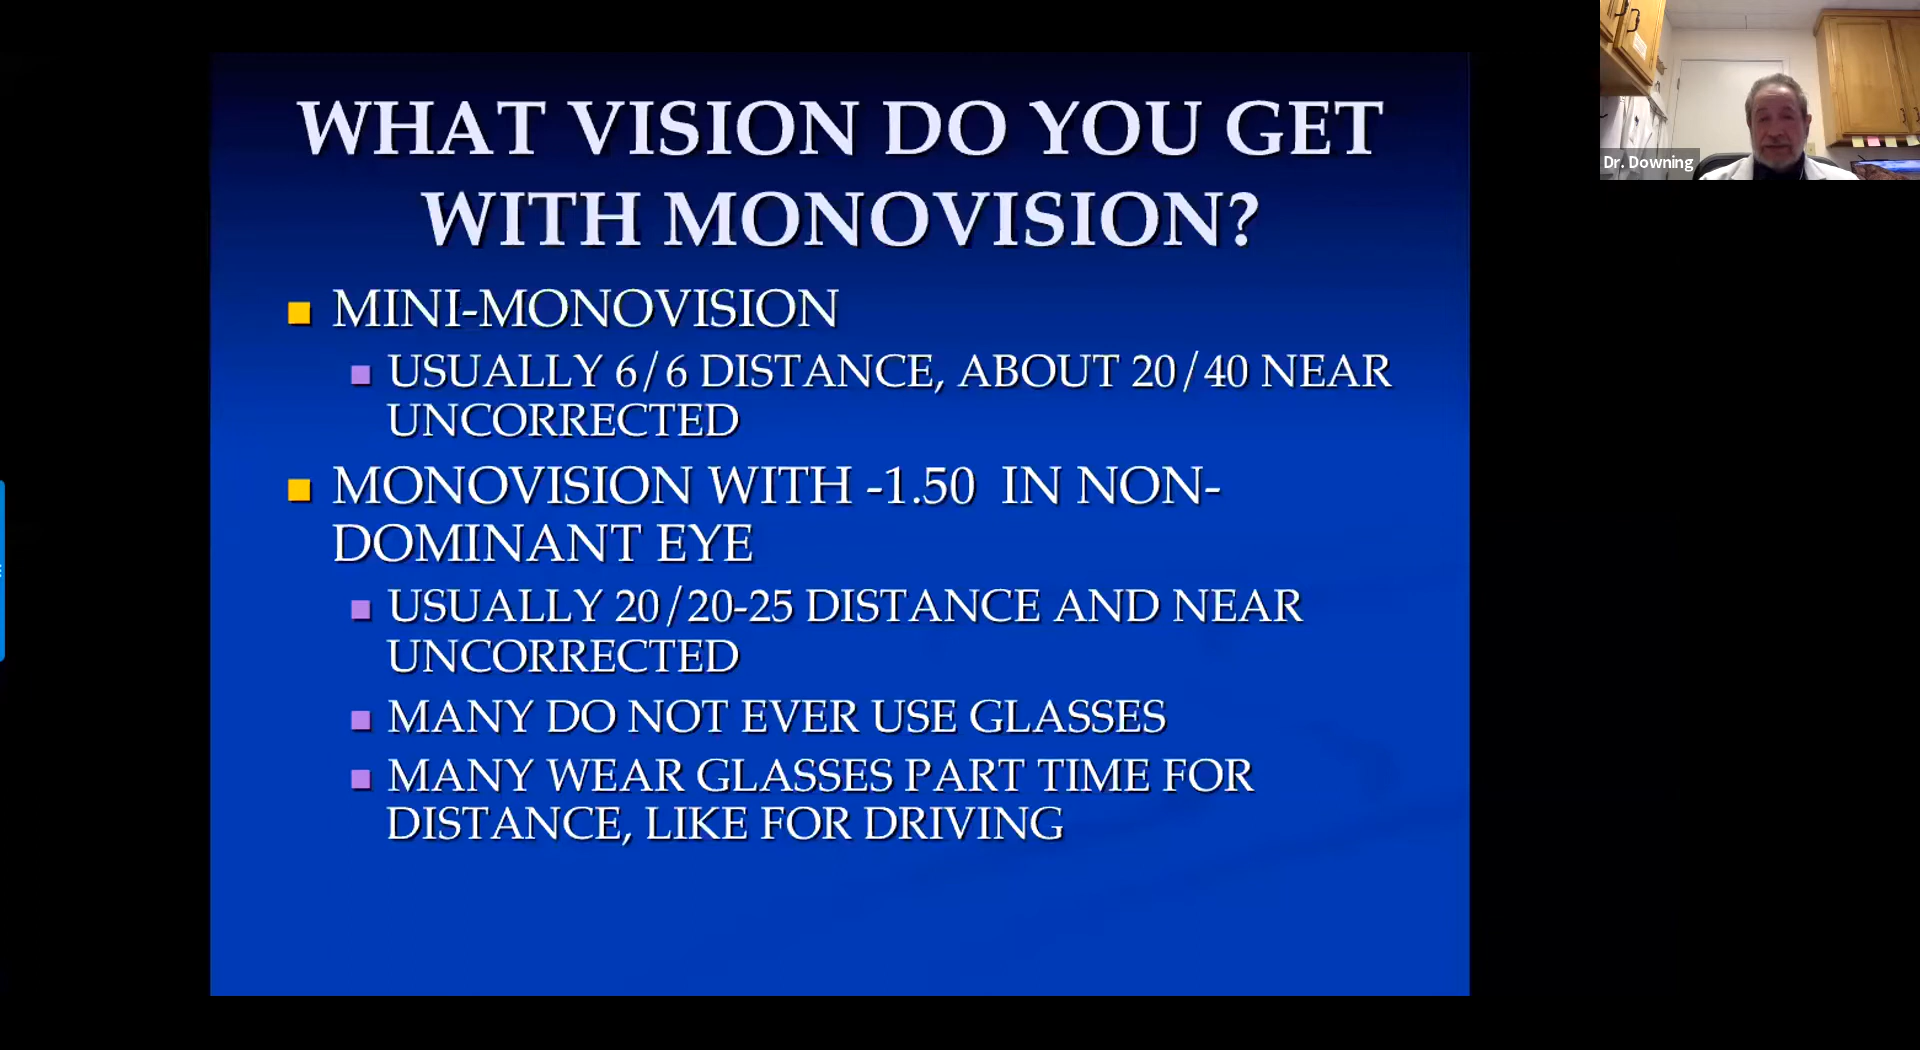 WHAT VISION DO YOU GET
WITH MONOVISION?
MINI-MONOVISION
USUALLY 6/6 DISTANCE, ABOUT 20/40 NEAR
UNCORRECTED
MONOVISION WITH -1.50 IN NON-
DOMINANT EYE
USUALLY 20/20-25 DISTANCE AND NEAR
UNCORRECTED
MANY DO NOT EVER USE GLASSES
MANY WEAR GLASSES PART TIME FOR
DISTANCE, LIKE FOR DRIVING
Dr. Downing